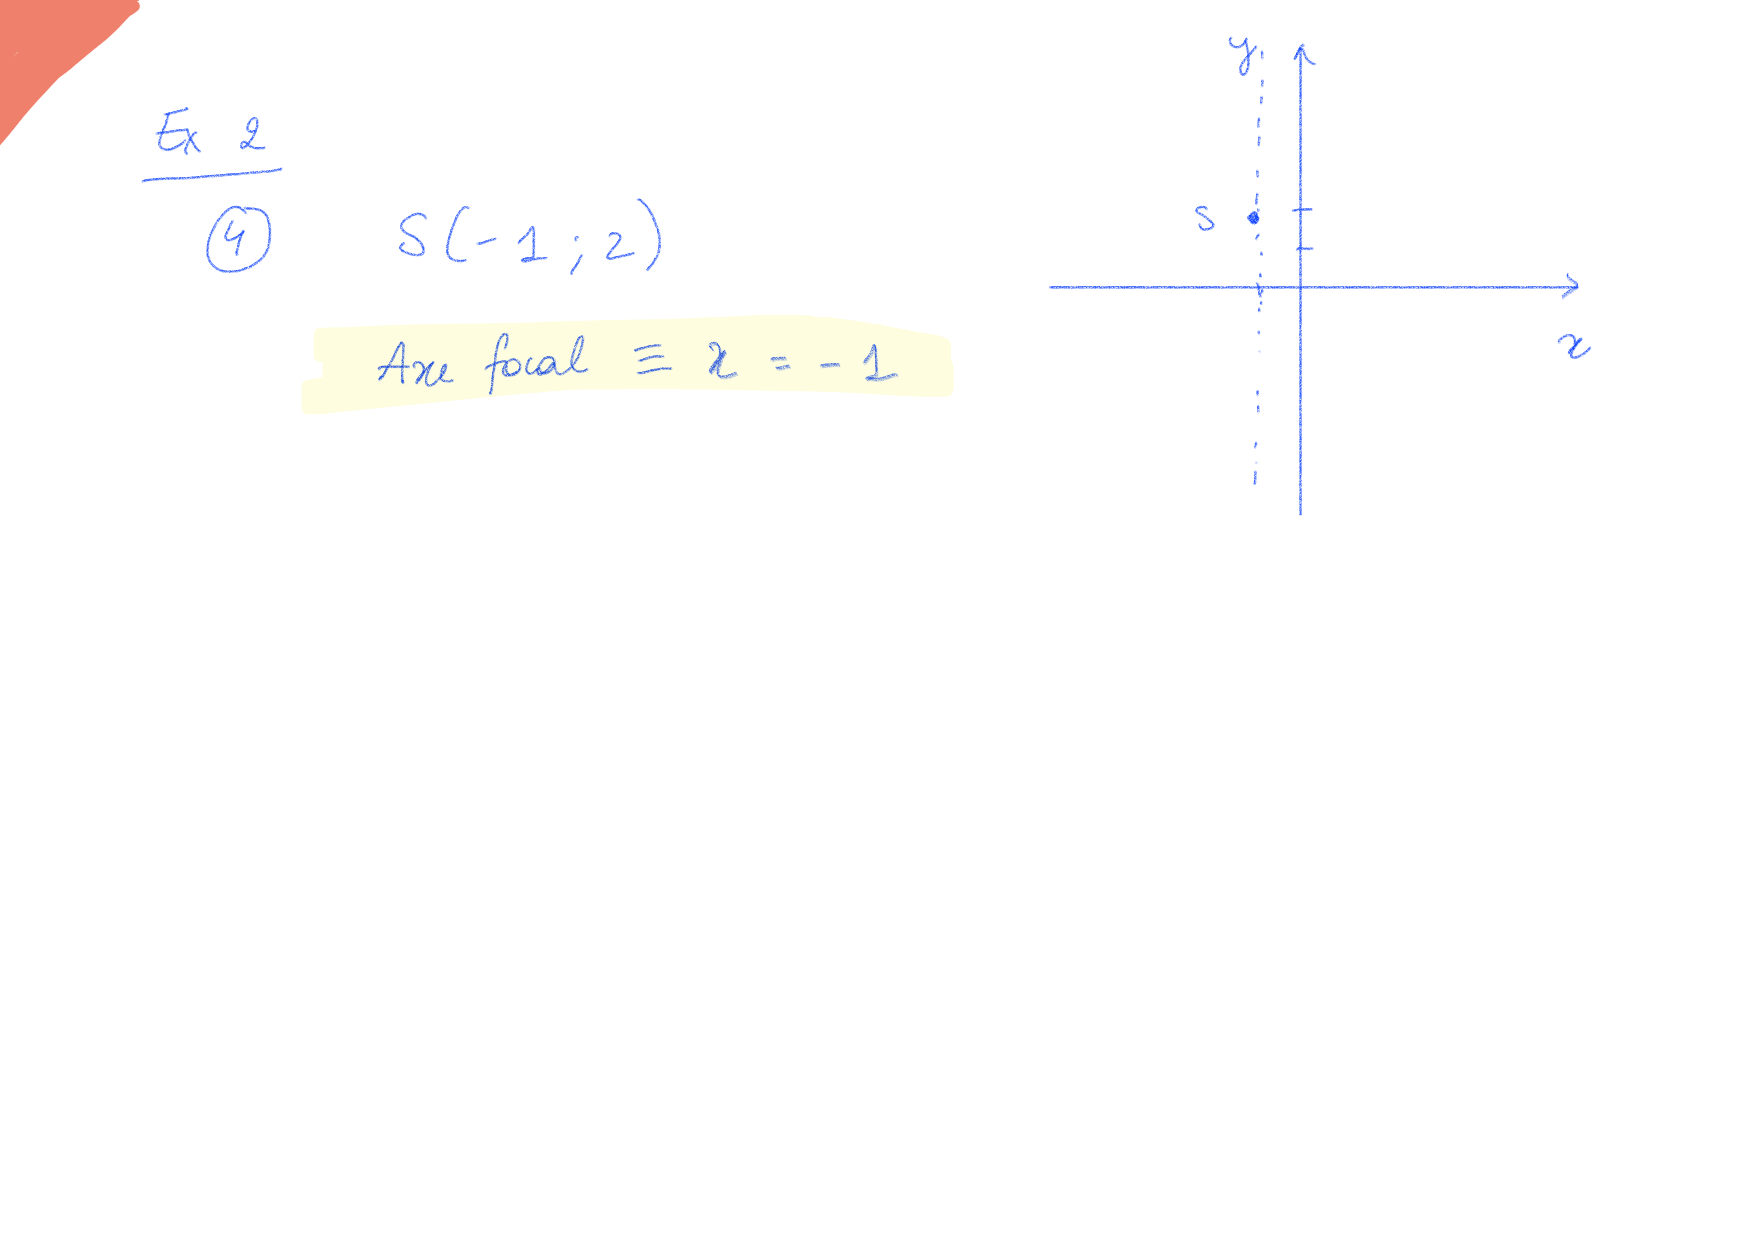 Ex 2
4 S(-1;2)
Axe focal ≡ x = -1
y
S
x